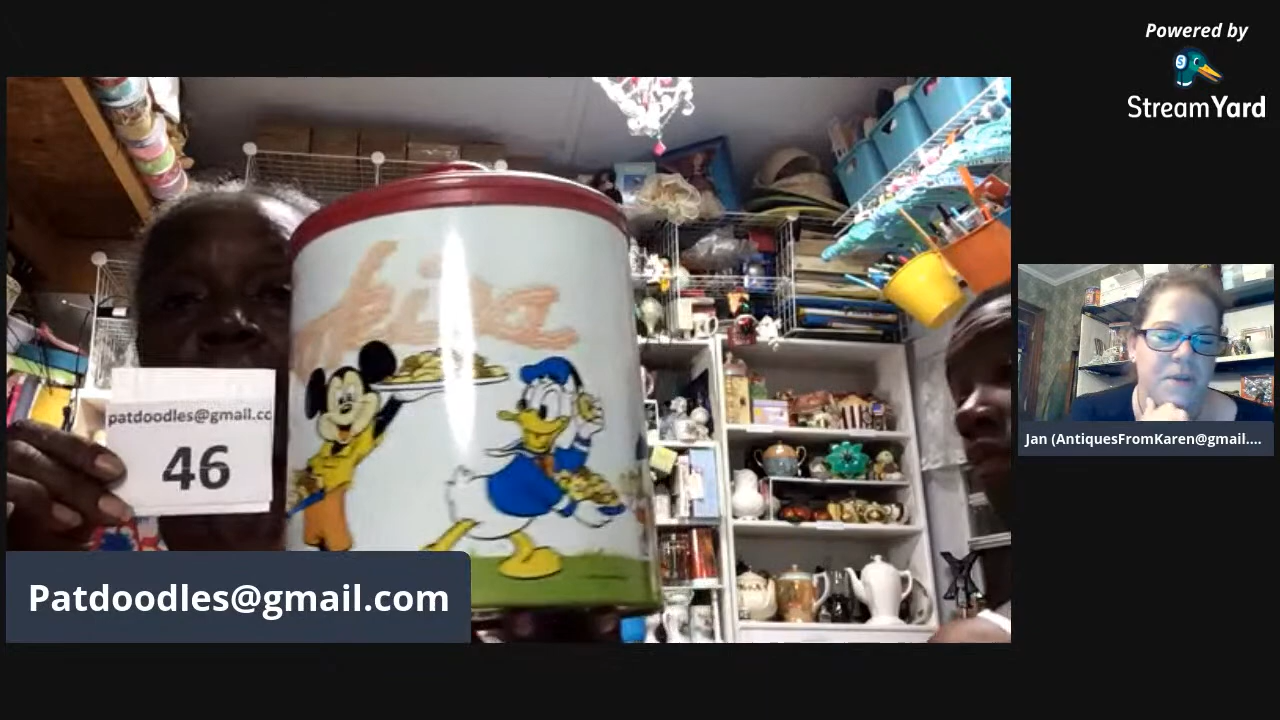 Powered by
StreamYard
patdoodles@gmail.cc
46
Jan (AntiquesFromKaren@gmail....
Patdoodles@gmail.com